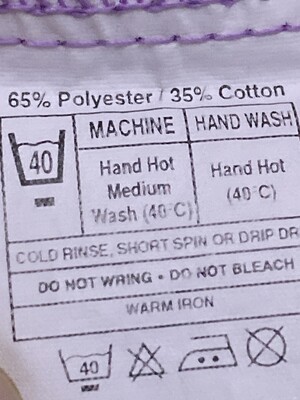 65% Polyester / 35% Cotton
40
MACHINE
HAND WASH
Hand Hot
Medium
Wash (40°C)
Hand Hot
(40°C)
COLD RINSE, SHORT SPIN OR DRIP DR
DO NOT WRING • DO NOT BLEACH
WARM IRON
40